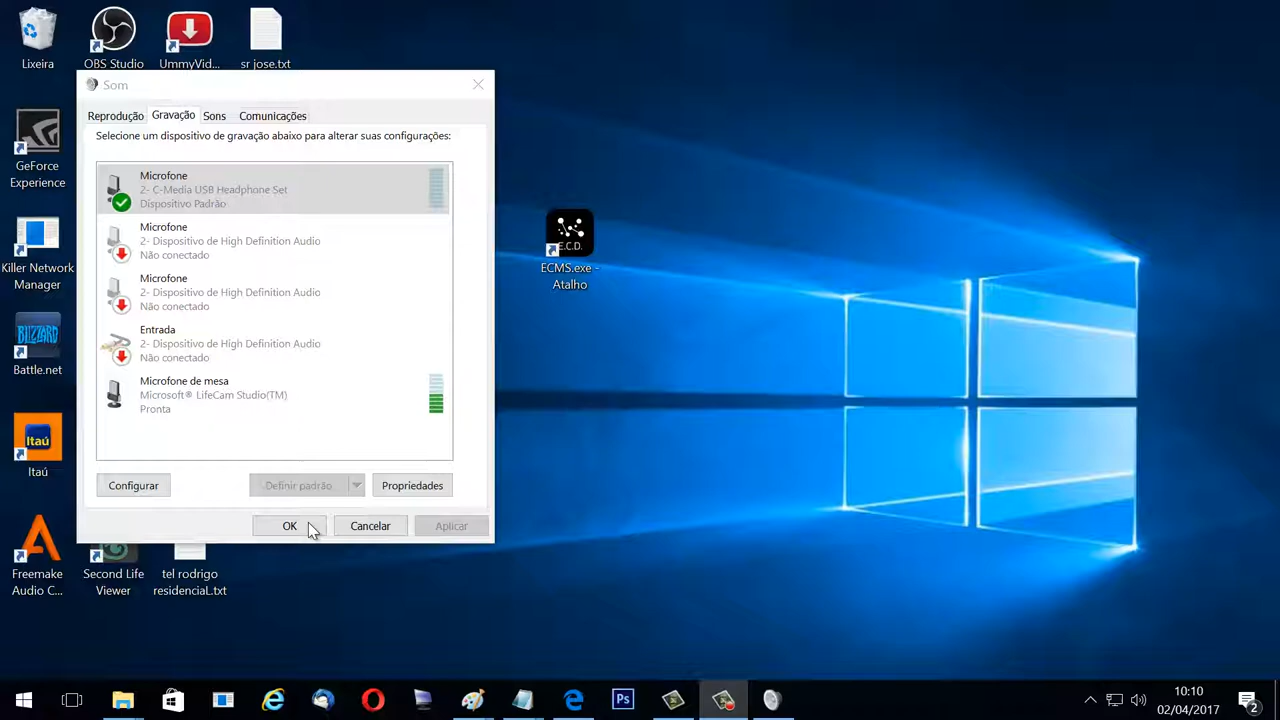 Lixeira
OBS Studio
UmmyVid...
sr jose.txt
Som
Reprodução
Gravação
Sons
Comunicações
Selecione um dispositivo de gravação abaixo para alterar suas configurações:
Microfone
2- C-Media USB Headphone Set
Dispositivo Padrão
Microfone
2- Dispositivo de High Definition Audio
Não conectado
Microfone
2- Dispositivo de High Definition Audio
Não conectado
Entrada
2- Dispositivo de High Definition Audio
Não conectado
Microfone de mesa
Microsoft® LifeCam Studio(TM)
Pronta
Configurar
Definir padrão
Propriedades
OK
Cancelar
Aplicar
GeForce
Experience
Killer Network
Manager
BLIZZARD
Battle.net
Itaú
Itaú
Freemake
Audio C...
Second Life
Viewer
tel rodrigo
residenciaL.txt
E.C.D.
ECMS.exe -
Atalho
Ps
10:10
02/04/2017
2